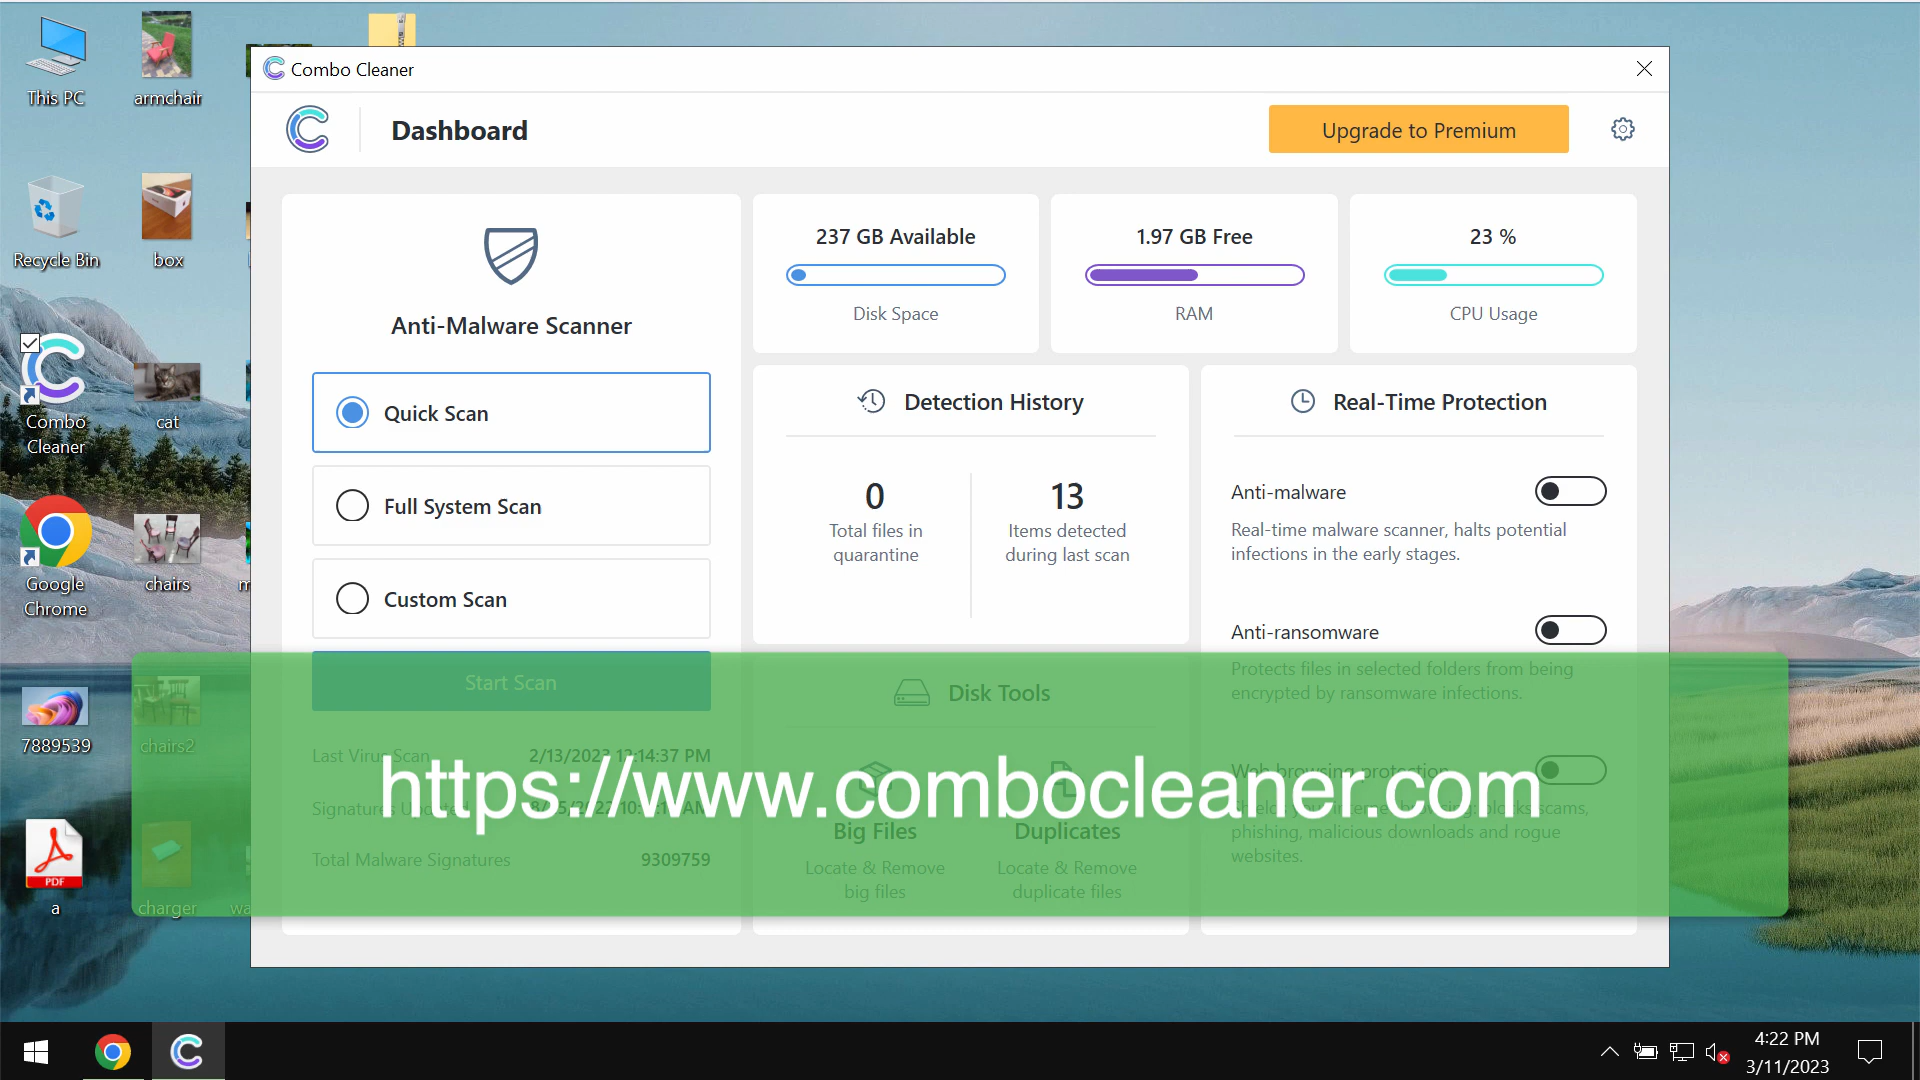 This PC
armchair
Recycle Bin
box
Combo
Cleaner
cat
Google
Chrome
chairs
7889539
chairs2
PDF
a
charger
Combo Cleaner
Dashboard
Upgrade to Premium
Anti-Malware Scanner
Quick Scan
Full System Scan
Custom Scan
Start Scan
Last Virus Scan
Total Malware Signatures 9309759
237 GB Available
Disk Space
1.97 GB Free
RAM
23 %
CPU Usage
Detection History
0
Total files in
quarantine
13
Items detected
during last scan
Disk Tools
Big Files
Locate & Remove
big files
Duplicates
Locate & Remove
duplicate files
Real-Time Protection
Anti-malware
Real-time malware scanner, halts potential
infections in the early stages.
Anti-ransomware
Protects files in selected folders from being
encrypted by ransomware infections.
Web browsing protection
phishing, malicious downloads and rogue
websites.
https://www.combocleaner.com
4:22 PM
3/11/2023